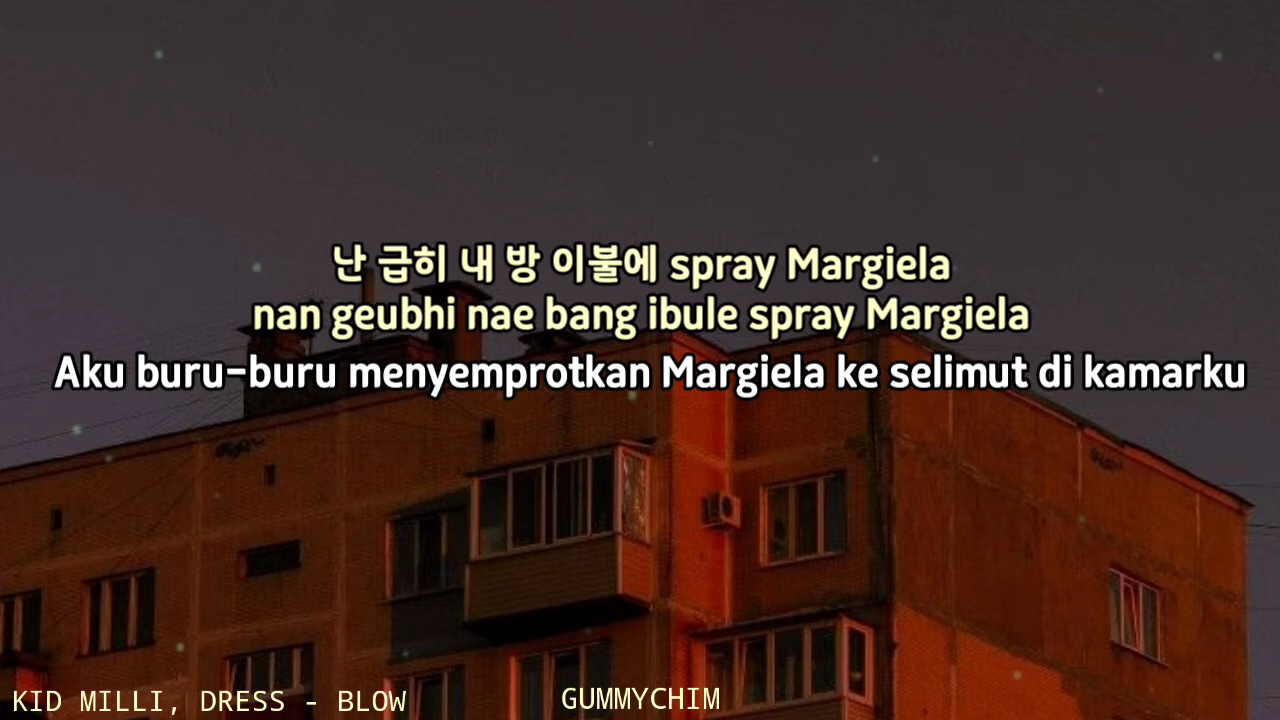 난 급히 내 방 이불에 spray Margiela
nan geubhi nae bang ibule spray Margiela
Aku buru-buru menyemprotkan Margiela ke selimut di kamarku
KID MILLI, DRESS - BLOW
GUMMYCHIM